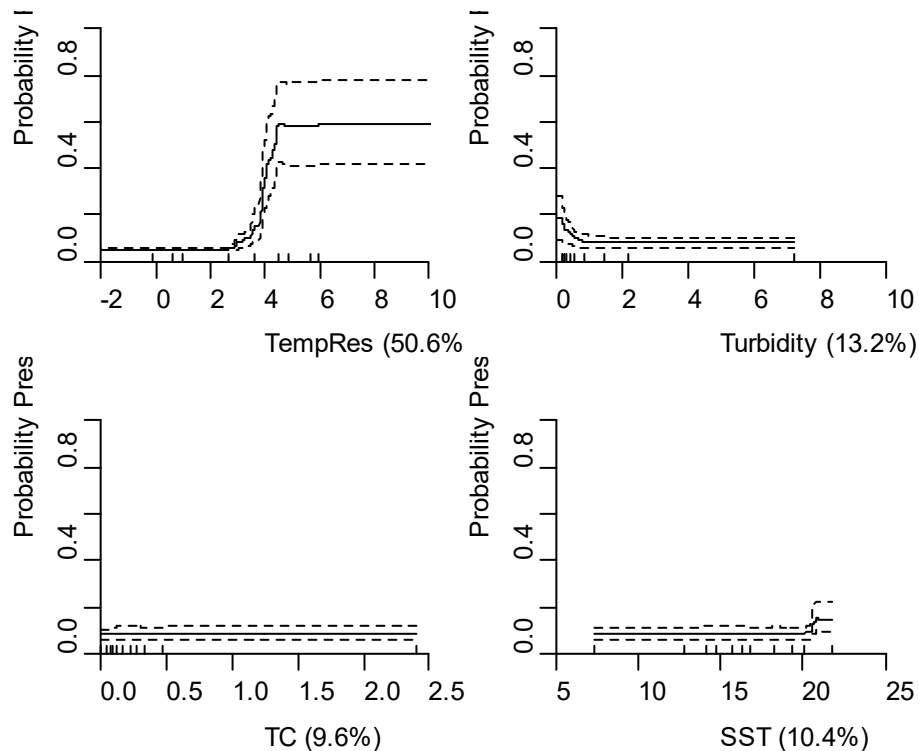 Probability
0.0 0.4 0.8
-2 0 2 4 6 8 10
TempRes (50.6%
Probability
0.0 0.4 0.8
0 2 4 6 8 10
Turbidity (13.2%)
Probability Pres
0.0 0.4 0.8
0.0 0.5 1.0 1.5 2.0 2.5
TC (9.6%)
Probability Pres
0.0 0.4 0.8
5 10 15 20 25
SST (10.4%)